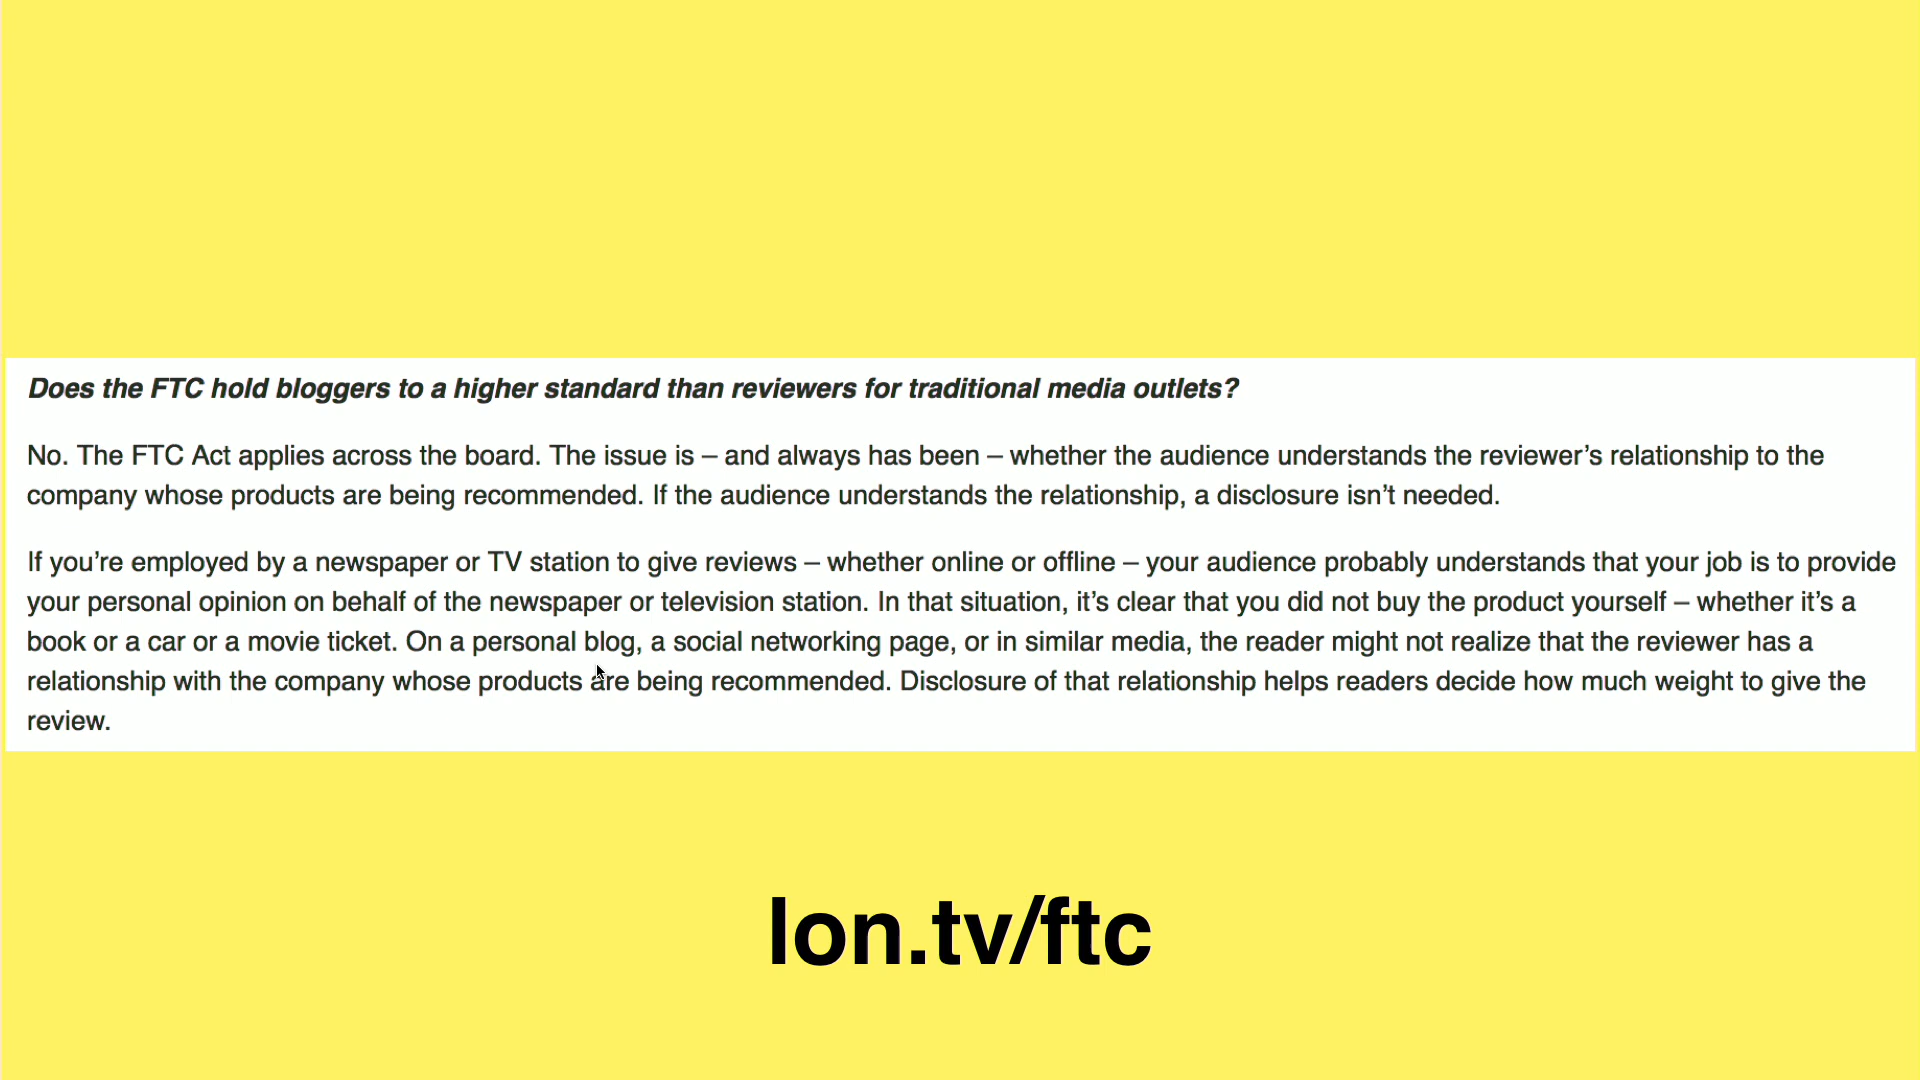 Does the FTC hold bloggers to a higher standard than reviewers for traditional media outlets?
No. The FTC Act applies across the board. The issue is – and always has been – whether the audience understands the reviewer’s relationship to the
company whose products are being recommended. If the audience understands the relationship, a disclosure isn’t needed.
If you’re employed by a newspaper or TV station to give reviews – whether online or offline – your audience probably understands that your job is to provide
your personal opinion on behalf of the newspaper or television station. In that situation, it’s clear that you did not buy the product yourself – whether it’s a
book or a car or a movie ticket. On a personal blog, a social networking page, or in similar media, the reader might not realize that the reviewer has a
relationship with the company whose products are being recommended. Disclosure of that relationship helps readers decide how much weight to give the
review.
lon.tv/ftc